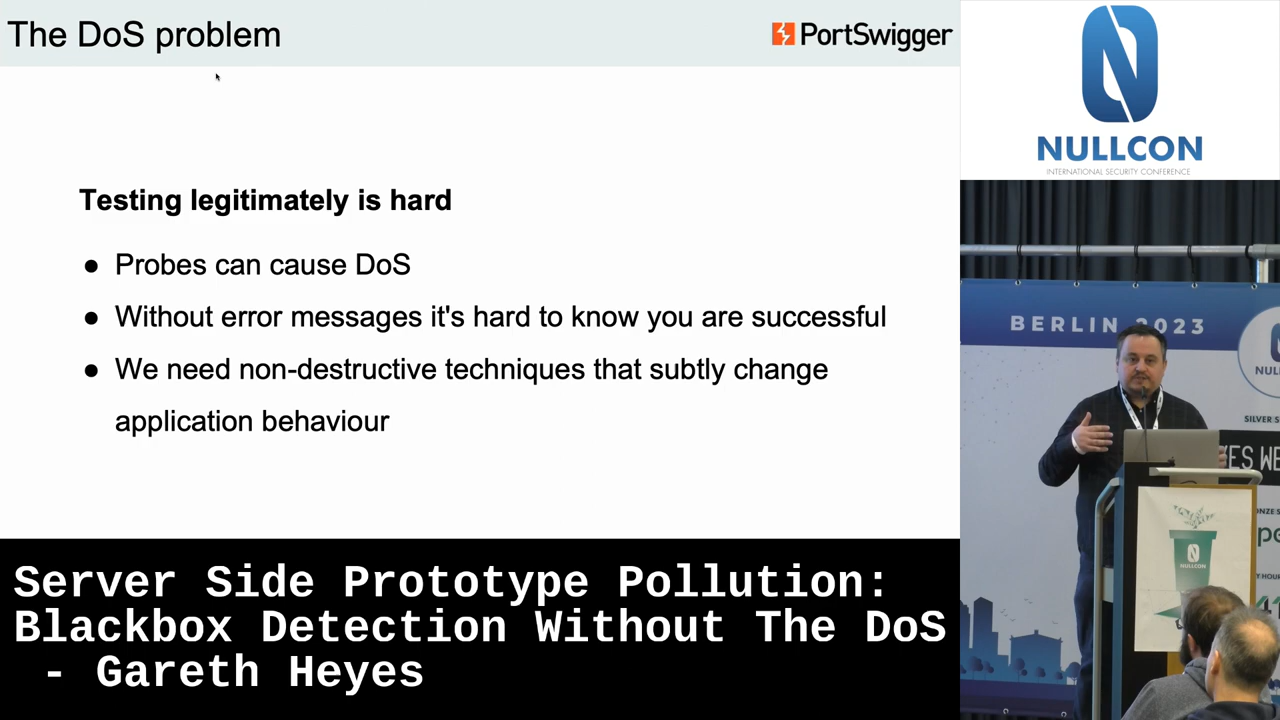 The DoS problem
PortSwigger
Testing legitimately is hard
● Probes can cause DoS
● Without error messages it's hard to know you are successful
● We need non-destructive techniques that subtly change
application behaviour
Server Side Prototype Pollution:
Blackbox Detection Without The DoS
- Gareth Heyes
NULLCON
INTERNATIONAL SECURITY CONFERENCE
BERLIN 2023
SILVER S
NULLCON